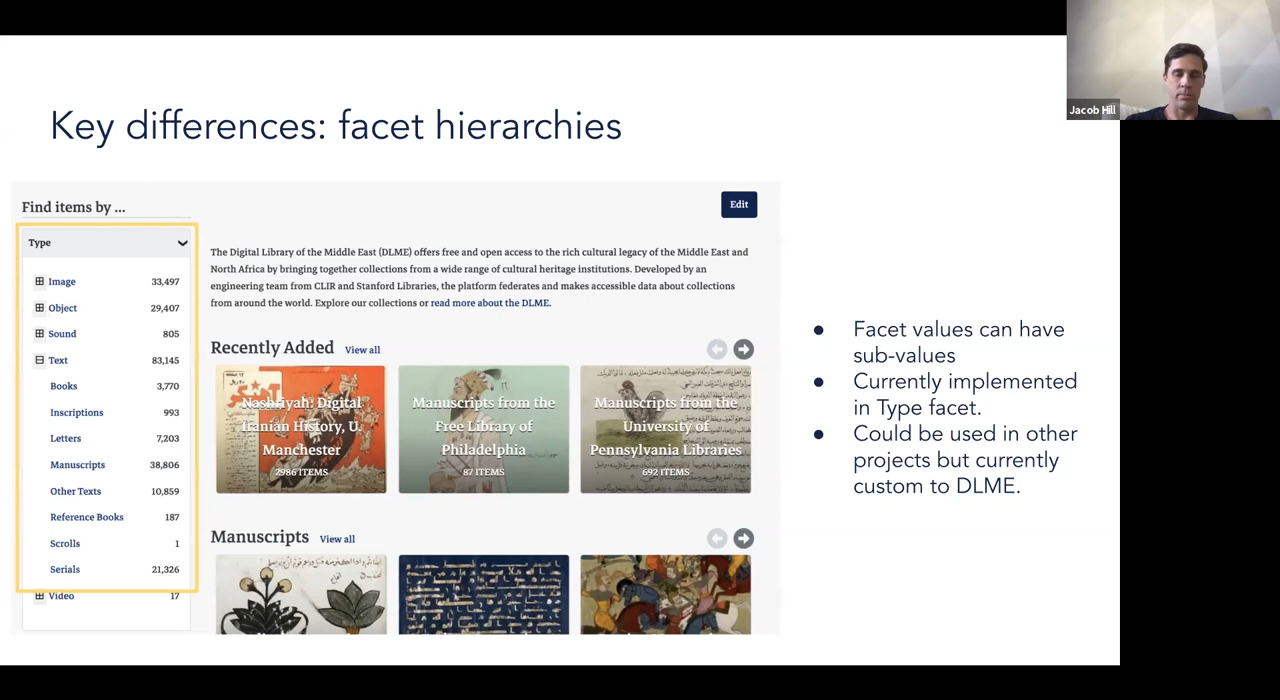 Jacob Hill
Key differences: facet hierarchies
Find items by ...
Edit
Type
Image 33,497
Object 29,407
Sound 805
Text 83,145
Books 3,770
Inscriptions 993
Letters 7,203
Manuscripts 38,806
Other Texts 10,859
Reference Books 187
Scrolls 1
Serials 21,326
Video 17
The Digital Library of the Middle East (DLME) offers free and open access to the rich cultural legacy of the Middle East and
North Africa by bringing together collections from a wide range of cultural heritage institutions. Developed by an
engineering team from CLIR and Stanford Libraries, the platform federates and makes accessible data about collections
from around the world. Explore our collections or read more about the DLME.
Recently Added View all
Nashriyah: Digital
Iranian History, U.
Manchester
2986 ITEMS
Manuscripts from the
Free Library of
Philadelphia
87 ITEMS
Manuscripts from the
University of
Pennsylvania Libraries
692 ITEMS
Manuscripts View all
● Facet values can have
sub-values
● Currently implemented
in Type facet.
● Could be used in other
projects but currently
custom to DLME.